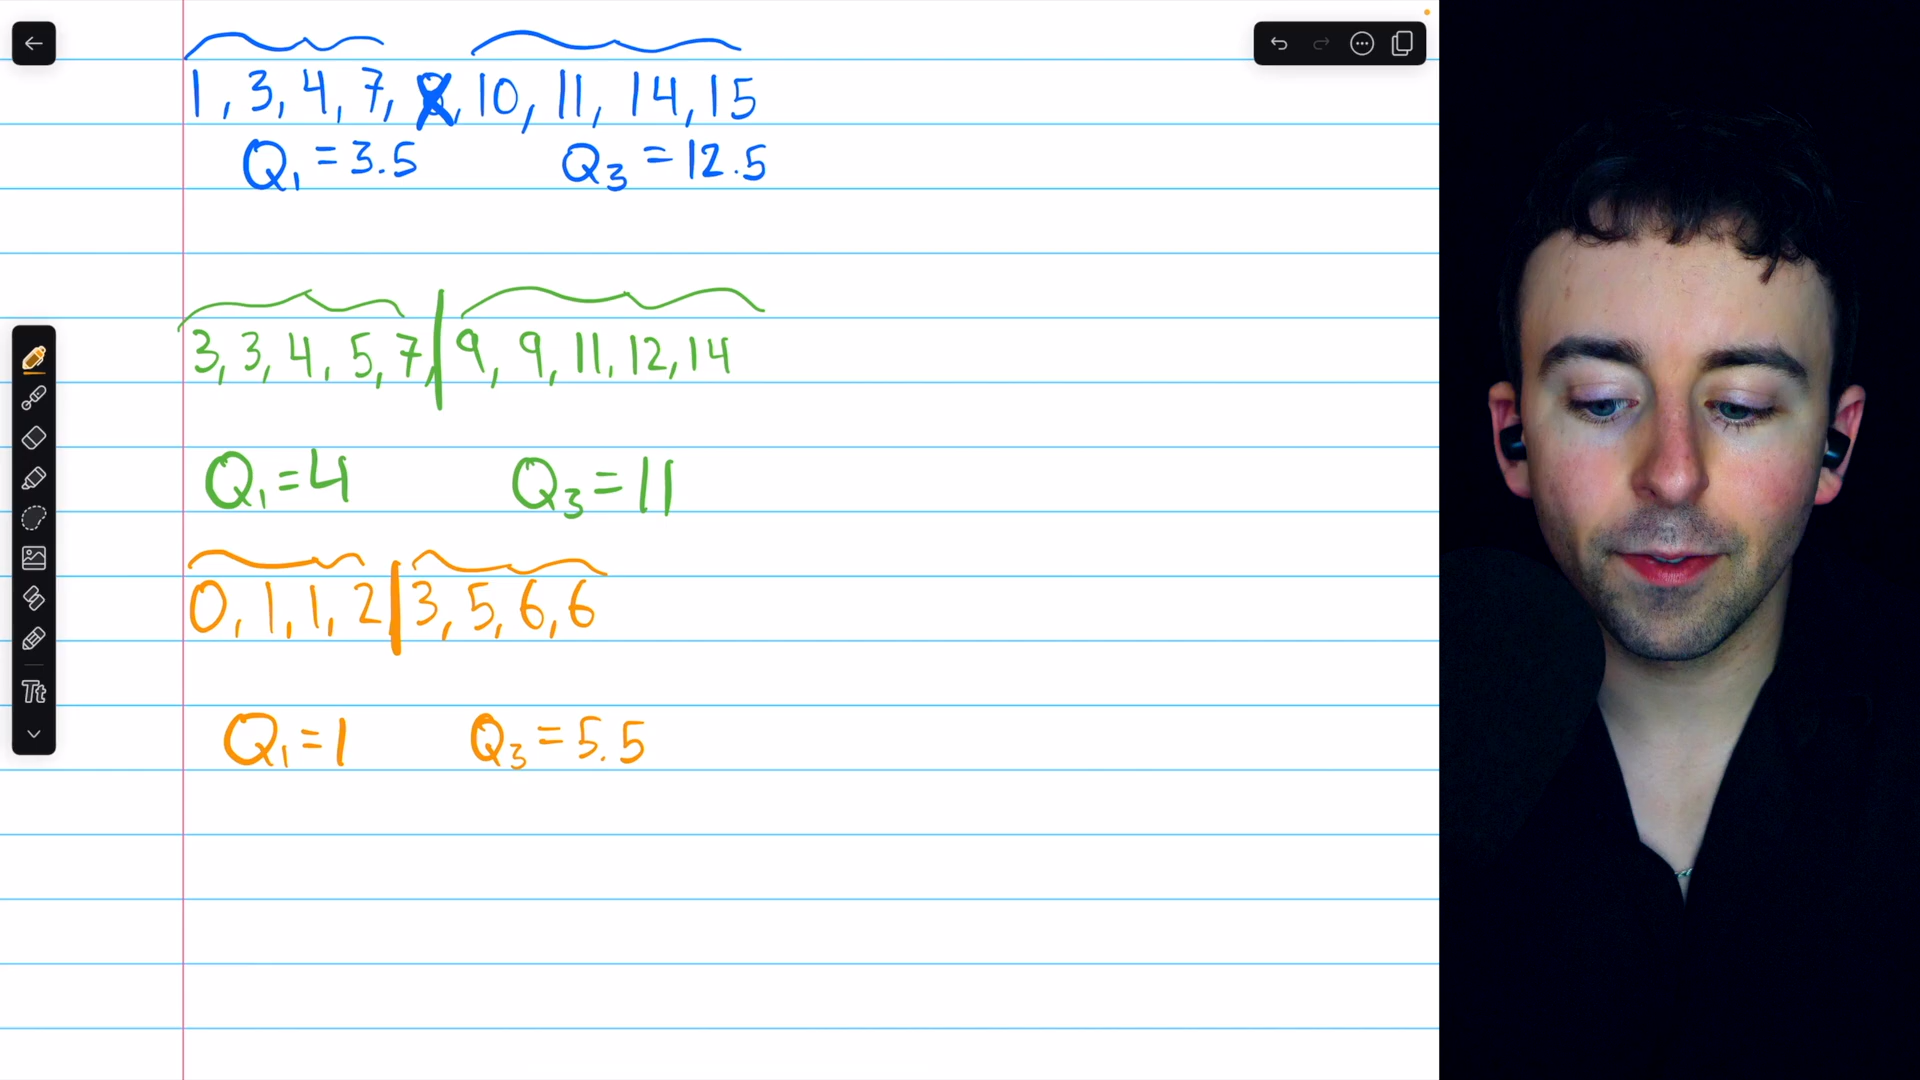 1, 3, 4, 7, 8, 10, 11, 14, 15
Q₁ = 3.5 Q₃ = 12.5
3, 3, 4, 5, 7, | 9, 9, 11, 12, 14
Q₁ = 4 Q₃ = 11
0, 1, 1, 2 | 3, 5, 6, 6
Q₁ = 1 Q₃ = 5.5
Tt